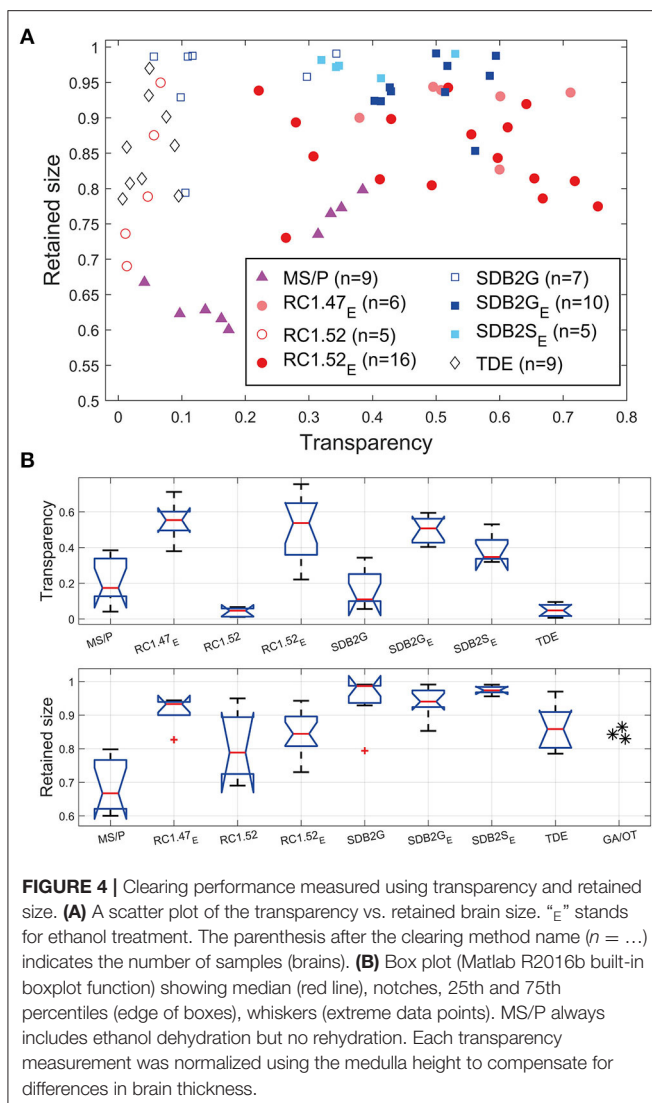 A
Retained size
1
0.95
0.9
0.85
0.8
0.75
0.7
0.65
0.6
0.55
0.5
MS/P (n=9)
RC1.47E (n=6)
RC1.52 (n=5)
RC1.52E (n=16)
SDB2G (n=7)
SDB2GE (n=10)
SDB2SE (n=5)
TDE (n=9)
0 0.1 0.2 0.3 0.4 0.5 0.6 0.7 0.8
Transparency
B
Transparency
0.6
0.4
0.2
0
MS/P RC1.47E RC1.52 RC1.52E SDB2G SDB2GE SDB2SE TDE
Retained size
1
0.9
0.8
0.7
0.6
MS/P RC1.47E RC1.52 RC1.52E SDB2G SDB2GE SDB2SE TDE GA/OT
FIGURE 4 | Clearing performance measured using transparency and retained
size. (A) A scatter plot of the transparency vs. retained brain size. “E” stands
for ethanol treatment. The parenthesis after the clearing method name (n = ...)
indicates the number of samples (brains). (B) Box plot (Matlab R2016b built-in
boxplot function) showing median (red line), notches, 25th and 75th
percentiles (edge of boxes), whiskers (extreme data points). MS/P always
includes ethanol dehydration but no rehydration. Each transparency
measurement was normalized using the medulla height to compensate for
differences in brain thickness.